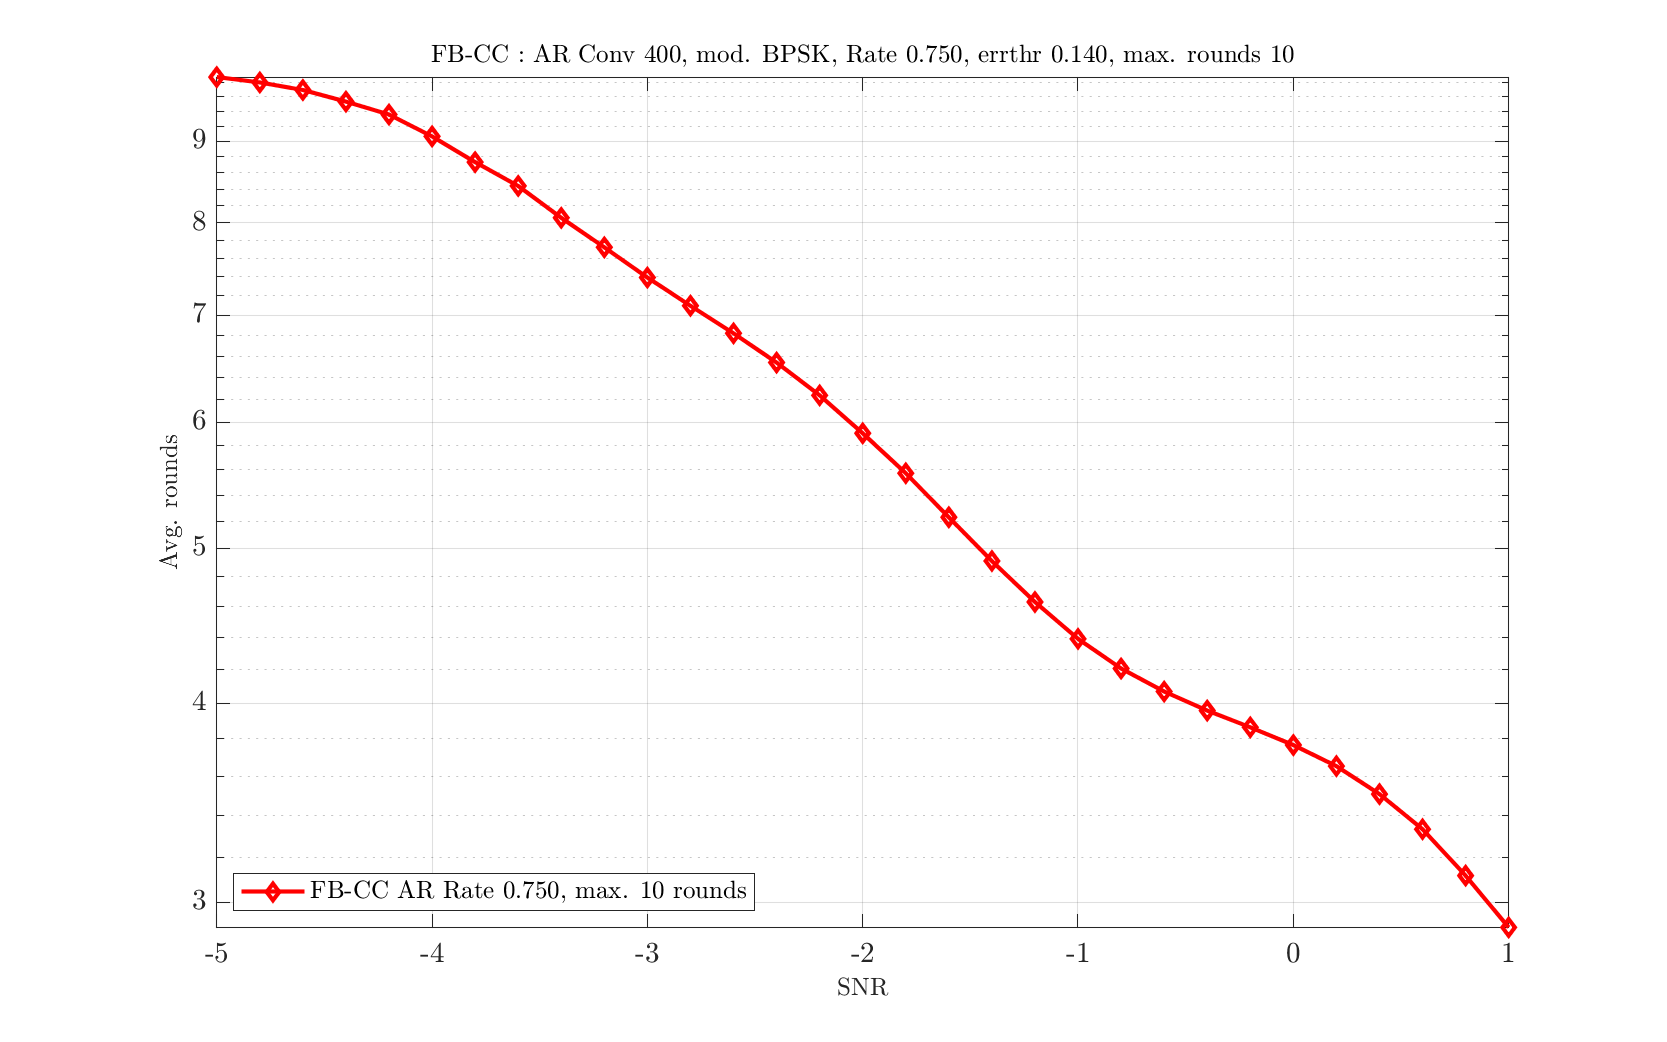 FB-CC : AR Conv 400, mod. BPSK, Rate 0.750, errthr 0.140, max. rounds 10
9
8
7
6
5
4
3
Avg. rounds
FB-CC AR Rate 0.750, max. 10 rounds
-5 -4 -3 -2 -1 0 1
SNR